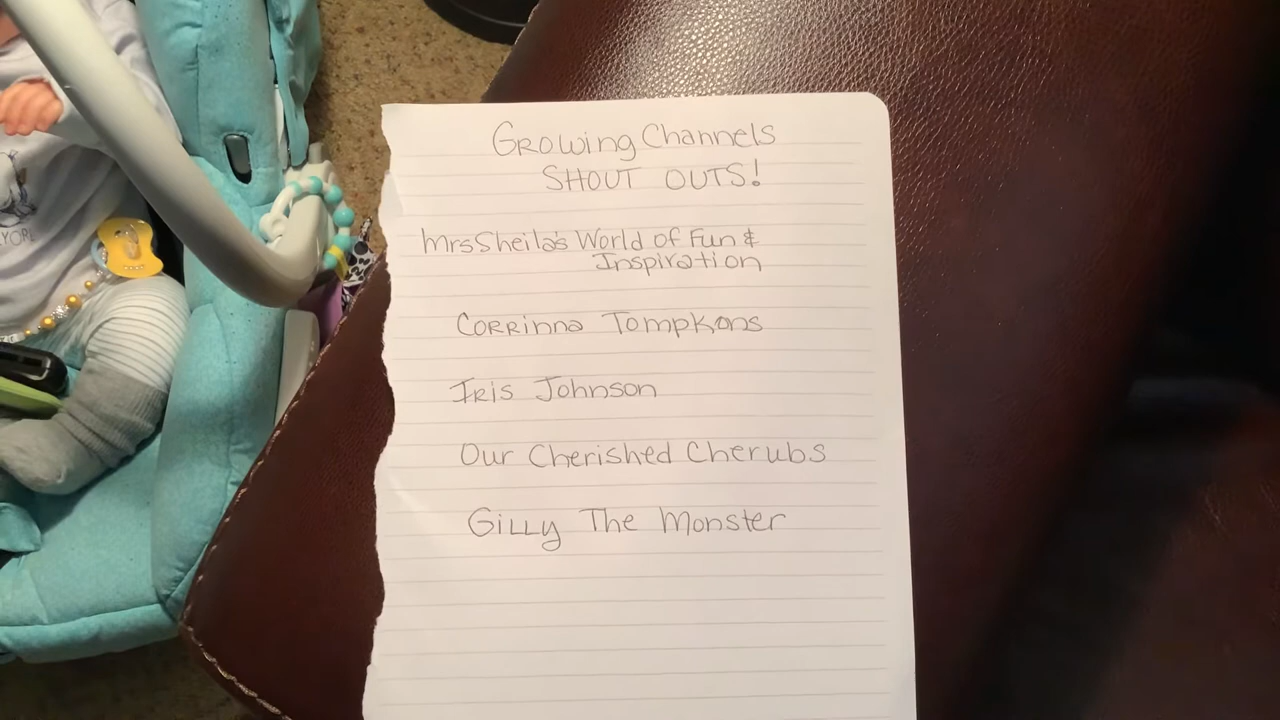 Growing Channels
SHOUT OUTS!
MrsSheila's World of Fun &
Inspiration
Corrinna Tompkons
Iris Johnson
Our Cherished Cherubs
Gilly The Monster